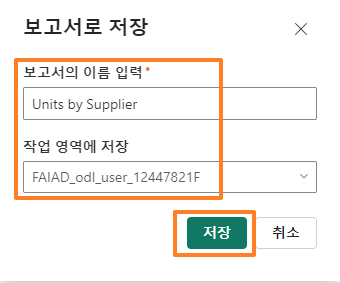 보고서로 저장
보고서의 이름 입력*
Units by Supplier
작업 영역에 저장
FAIAD_odl_user_12447821F
저장 취소